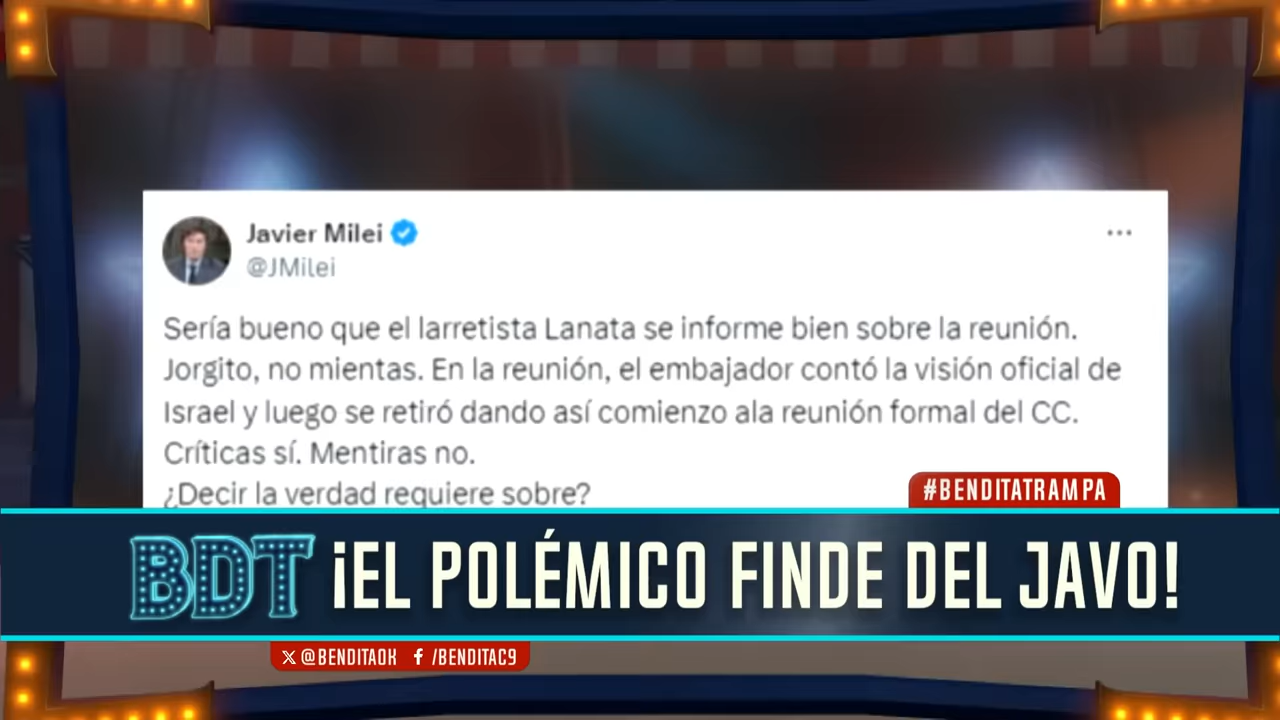 Javier Milei
@JMilei
Sería bueno que el larretista Lanata se informe bien sobre la reunión.
Jorgito, no mientas. En la reunión, el embajador contó la visión oficial de
Israel y luego se retiró dando así comienzo ala reunión formal del CC.
Críticas sí. Mentiras no.
¿Decir la verdad requiere sobre?
#BENDITATRAMPA
BDT ¡EL POLÉMICO FINDE DEL JAVO!
X @BENDITAOK f /BENDITAC9